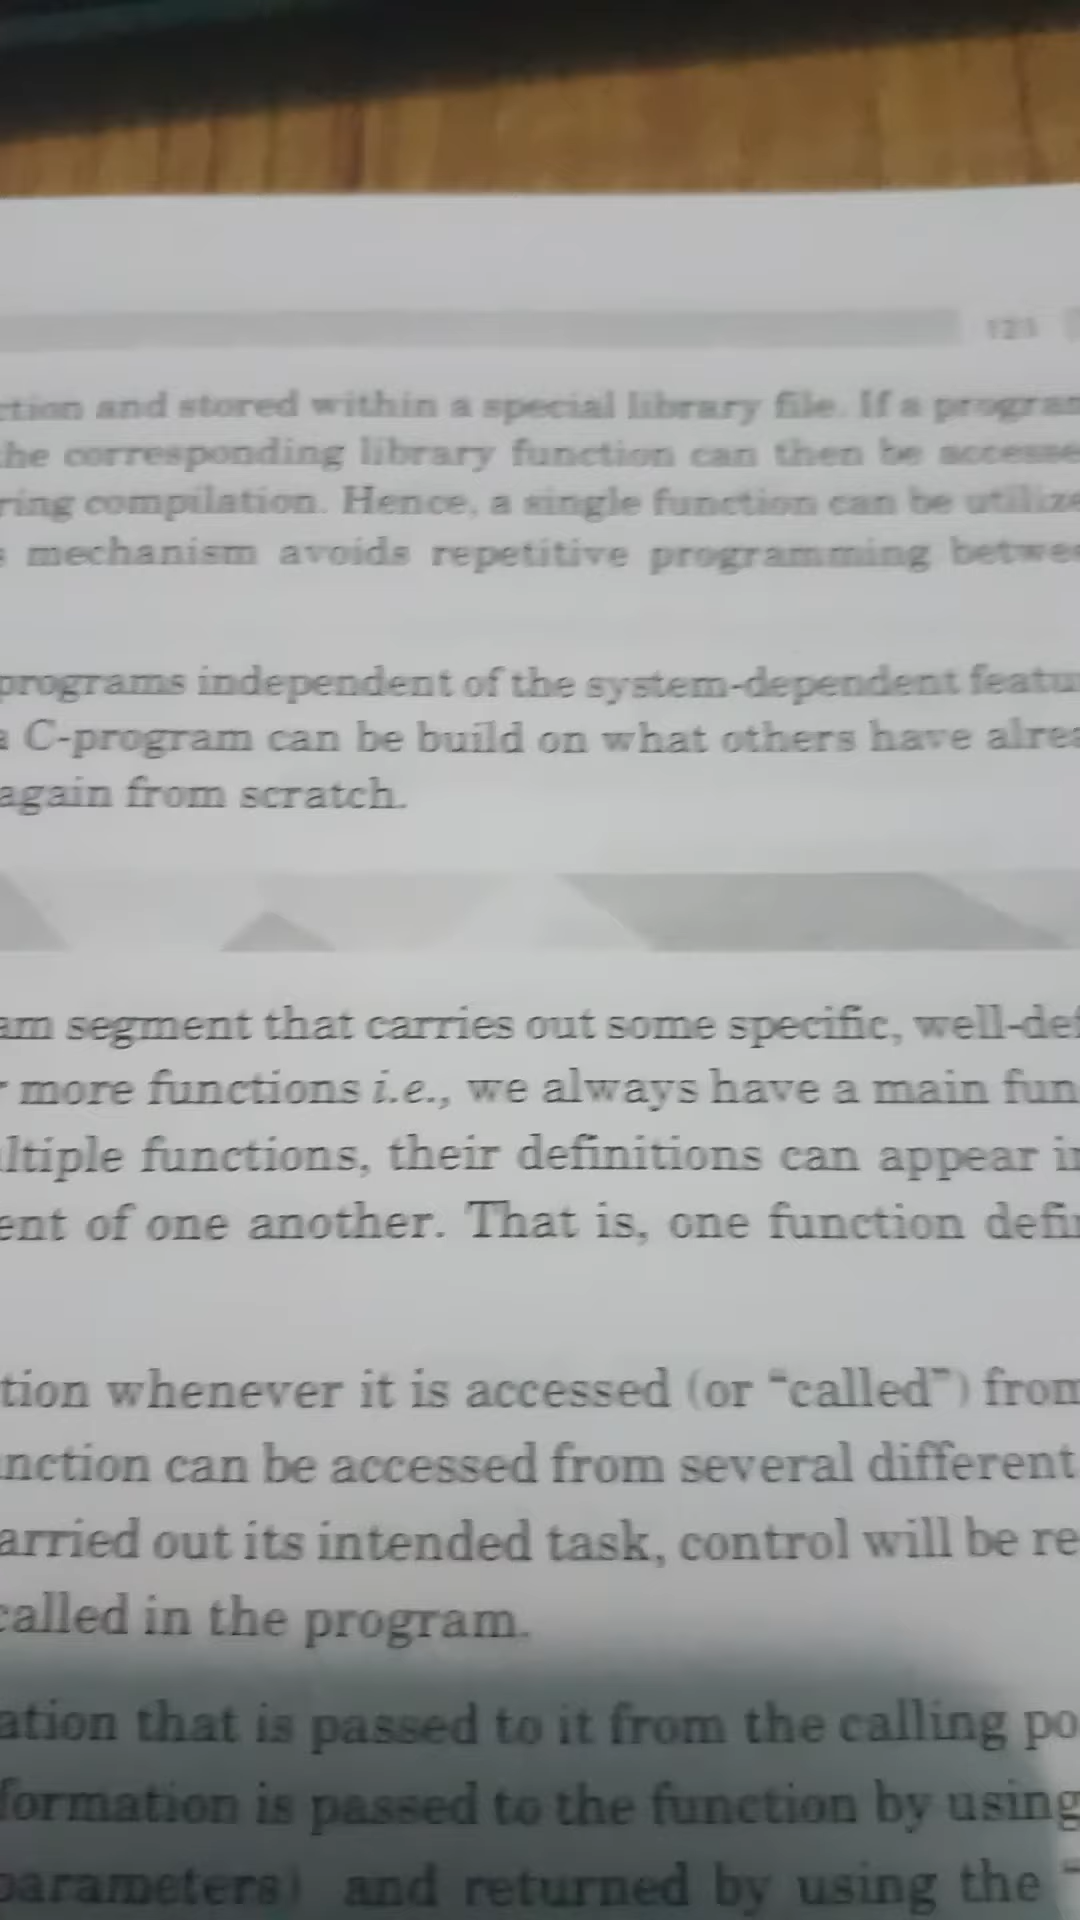 121
ction and stored within a special library file. If a program
he corresponding library function can then be accesse
ring compilation. Hence, a single function can be utilize
s mechanism avoids repetitive programming betwee
programs independent of the system-dependent featu
a C-program can be build on what others have alrea
again from scratch.
am segment that carries out some specific, well-def
r more functions i.e., we always have a main fun
ltiple functions, their definitions can appear in
ent of one another. That is, one function defin
tion whenever it is accessed (or “called”) from
nction can be accessed from several different
arried out its intended task, control will be re
called in the program.
ation that is passed to it from the calling po
formation is passed to the function by using
parameters) and returned by using the “